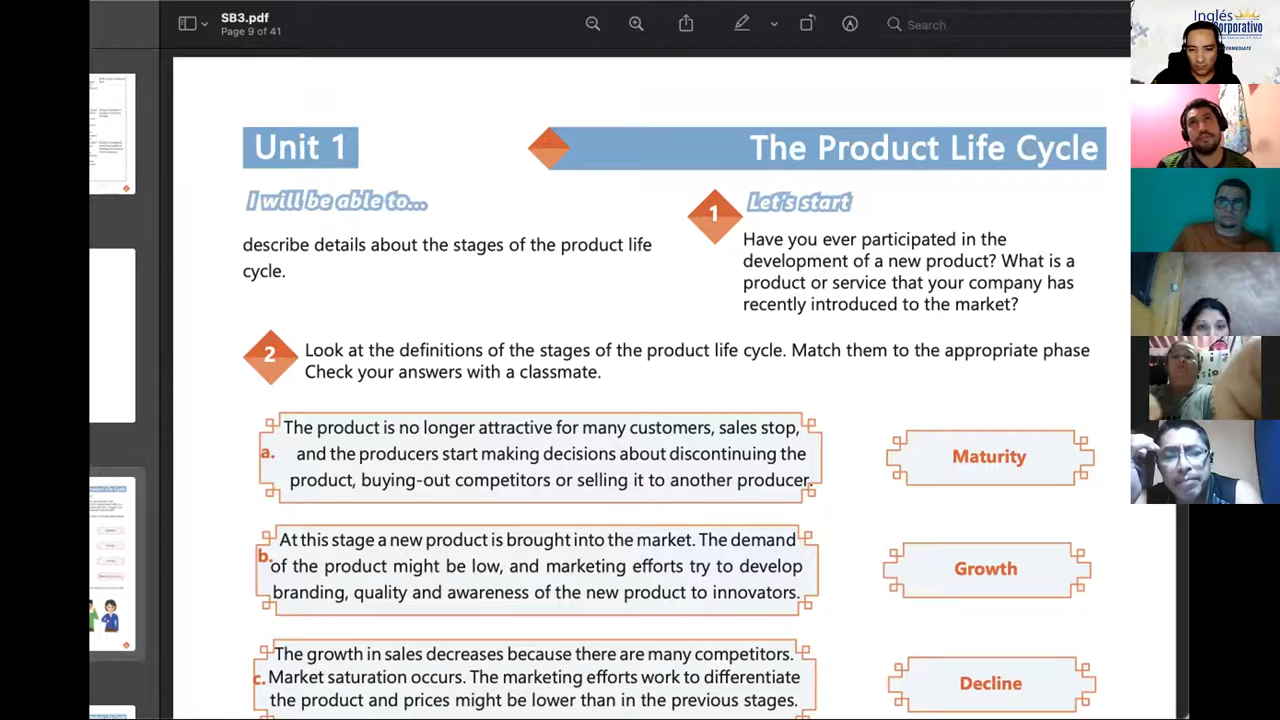 SB3.pdf
Page 9 of 41
Search
Inglés
Corporativo
Unit 1
The Product Life Cycle
I will be able to...
describe details about the stages of the product life
cycle.
1
Let's start
Have you ever participated in the
development of a new product? What is a
product or service that your company has
recently introduced to the market?
2
Look at the definitions of the stages of the product life cycle. Match them to the appropriate phase
Check your answers with a classmate.
a.
The product is no longer attractive for many customers, sales stop,
and the producers start making decisions about discontinuing the
product, buying-out competitors or selling it to another producer.
Maturity
b.
At this stage a new product is brought into the market. The demand
of the product might be low, and marketing efforts try to develop
branding, quality and awareness of the new product to innovators.
Growth
c.
The growth in sales decreases because there are many competitors.
Market saturation occurs. The marketing efforts work to differentiate
the product and prices might be lower than in the previous stages.
Decline